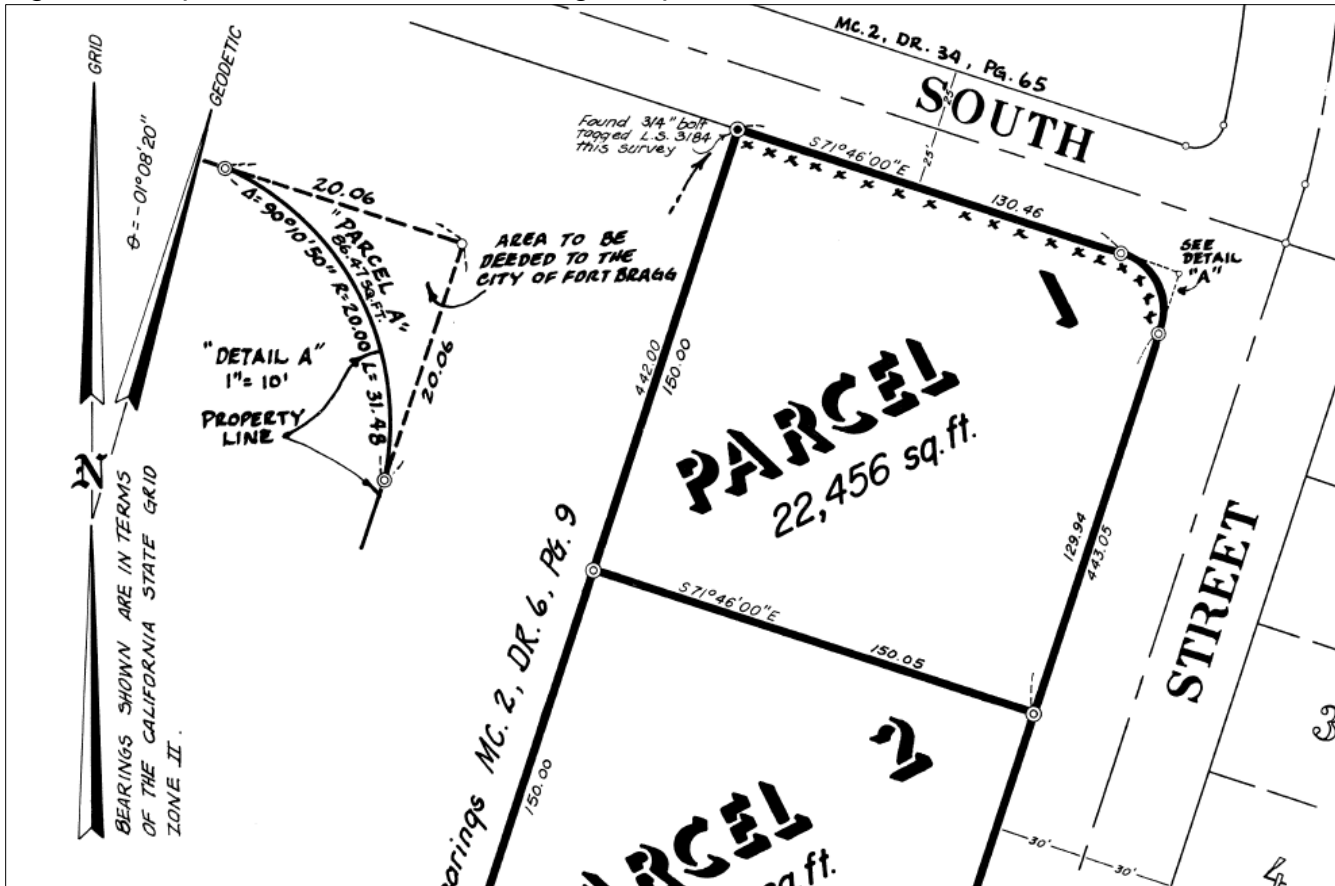 GRID
GEODETIC
θ = -01°08'20"
N
BEARINGS SHOWN ARE IN TERMS
OF THE CALIFORNIA STATE GRID
ZONE II.
20.06
Δ= 90°10'50" R= 20.00 L= 31.48
"PARCEL A"
86.47 SQ.FT.
20.06
"DETAIL A"
1"= 10'
PROPERTY
LINE
AREA TO BE
DEEDED TO THE
CITY OF FORT BRAGG
Found 3/4" bolt
tagged L.S. 3184
this survey
MC. 2, DR. 34, PG. 65
SOUTH
25'
25'
S71°46'00"E
130.46
SEE
DETAIL
"A"
442.00
150.00
PARCEL 1
22,456 sq.ft.
129.94
443.05
STREET
S71°46'00"E
150.05
MC. 2, DR. 6, PG. 9
150.00
PARCEL 2
sq.ft.
30'
30'
3
4